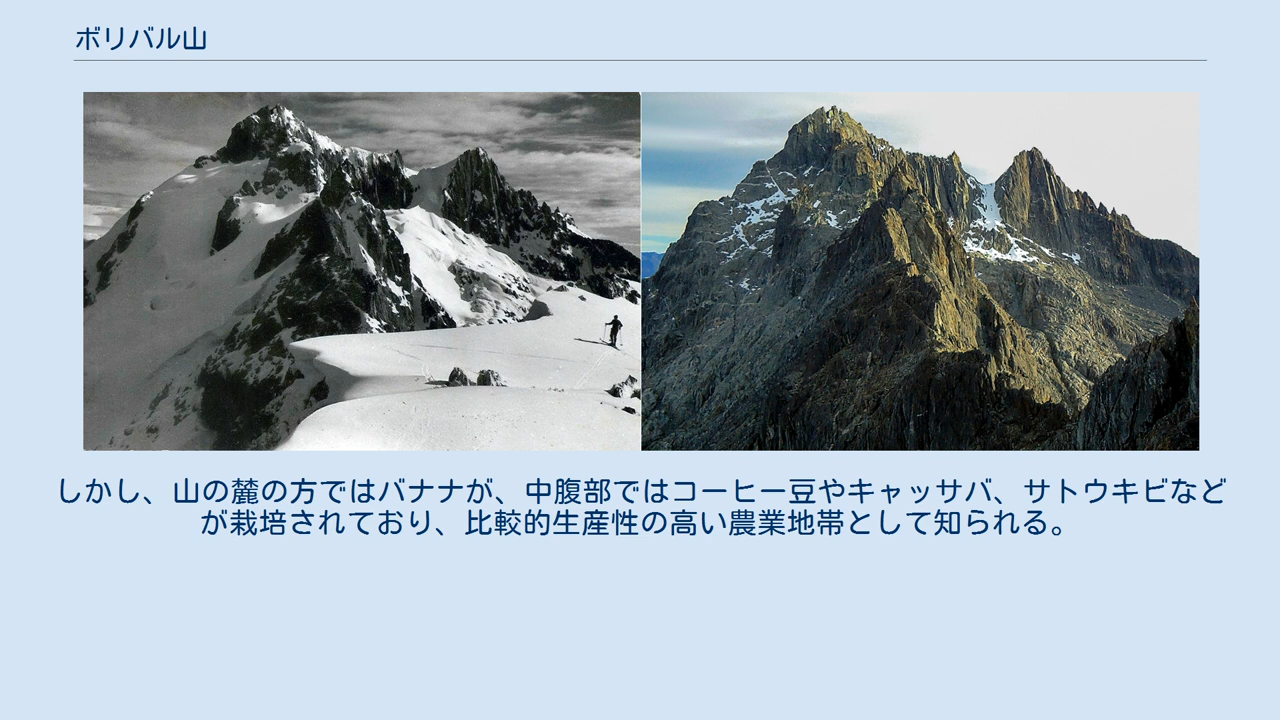 ボリバル山
しかし、山の麓の方ではバナナが、中腹部ではコーヒー豆やキャッサバ、サトウキビなど
が栽培されており、比較的生産性の高い農業地帯として知られる。